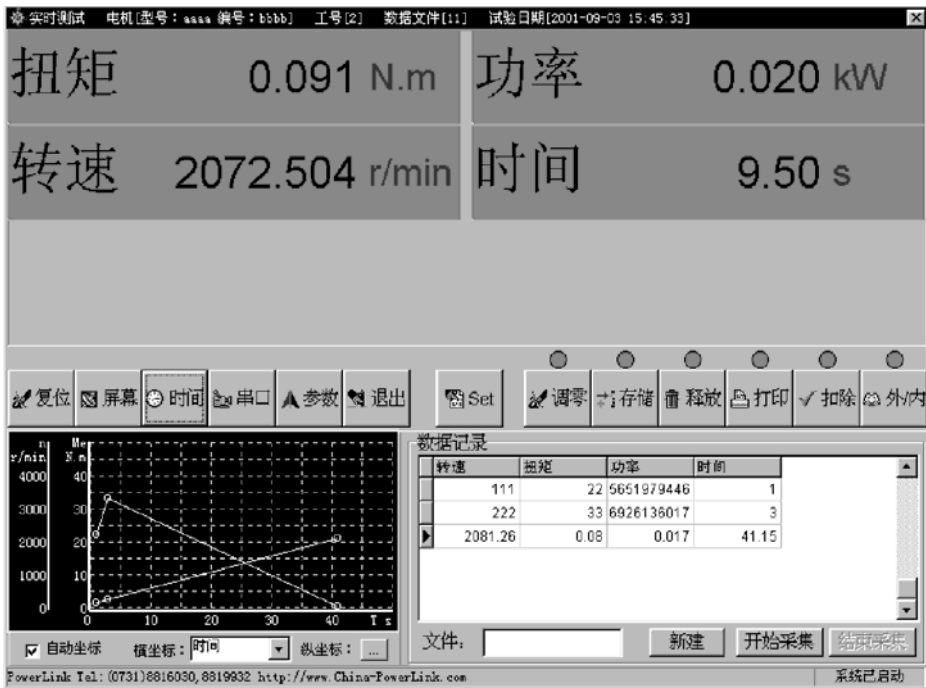 实时测试 电机[型号：aaaa 编号：bbbb] 工号[2] 数据文件[11] 试验日期[2001-09-03 15:45:33]
扭矩 0.091 N.m 功率 0.020 kW
转速 2072.504 r/min 时间 9.50 s
复位 屏幕 时间 串口 参数 退出 Set 调零 存储 释放 打印 扣除 外/内
数据记录
n Me
r/min N.m
4000 40
3000 30
2000 20
1000 10
0 0
0 10 20 30 40 T s
转速 扭矩 功率 时间
111 22 5651979446 1
222 33 6926136017 3
2081.26 0.08 0.017 41.15
自动坐标 横坐标：时间 纵坐标： ...
文件： 新建 开始采集 结束采集
PowerLink Tel:(0731)8816030,8819932 http://www.China-PowerLink.com 系统已启动